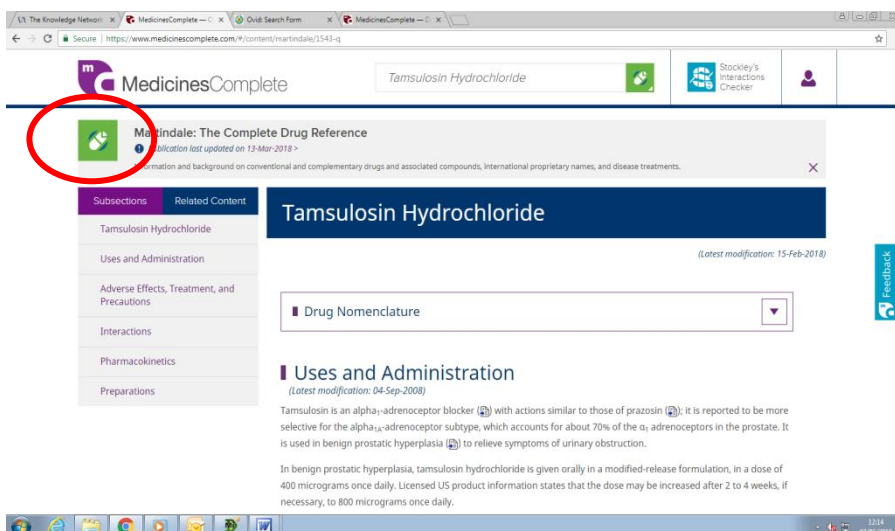 The Knowledge Network
MedicinesComplete —
Ovid: Search Form
MedicinesComplete —
Secure | https://www.medicinescomplete.com/#/content/martindale/1543-q
m
MedicinesComplete
Tamsulosin Hydrochloride
Stockley's
Interactions
Checker
Martindale: The Complete Drug Reference
Publication last updated on 13-Mar-2018 >
Information and background on conventional and complementary drugs and associated compounds, international proprietary names, and disease treatments.
Subsections Related Content
Tamsulosin Hydrochloride
Uses and Administration
Adverse Effects, Treatment, and
Precautions
Interactions
Pharmacokinetics
Preparations
Tamsulosin Hydrochloride
(Latest modification: 15-Feb-2018)
Feedback
Drug Nomenclature
Uses and Administration
(Latest modification: 04-Sep-2008)
Tamsulosin is an alpha₁-adrenoceptor blocker () with actions similar to those of prazosin (); it is reported to be more
selective for the alpha₁A-adrenoceptor subtype, which accounts for about 70% of the α₁ adrenoceptors in the prostate. It
is used in benign prostatic hyperplasia () to relieve symptoms of urinary obstruction.
In benign prostatic hyperplasia, tamsulosin hydrochloride is given orally in a modified-release formulation, in a dose of
400 micrograms once daily. Licensed US product information states that the dose may be increased after 2 to 4 weeks, if
necessary, to 800 micrograms once daily.
12:14